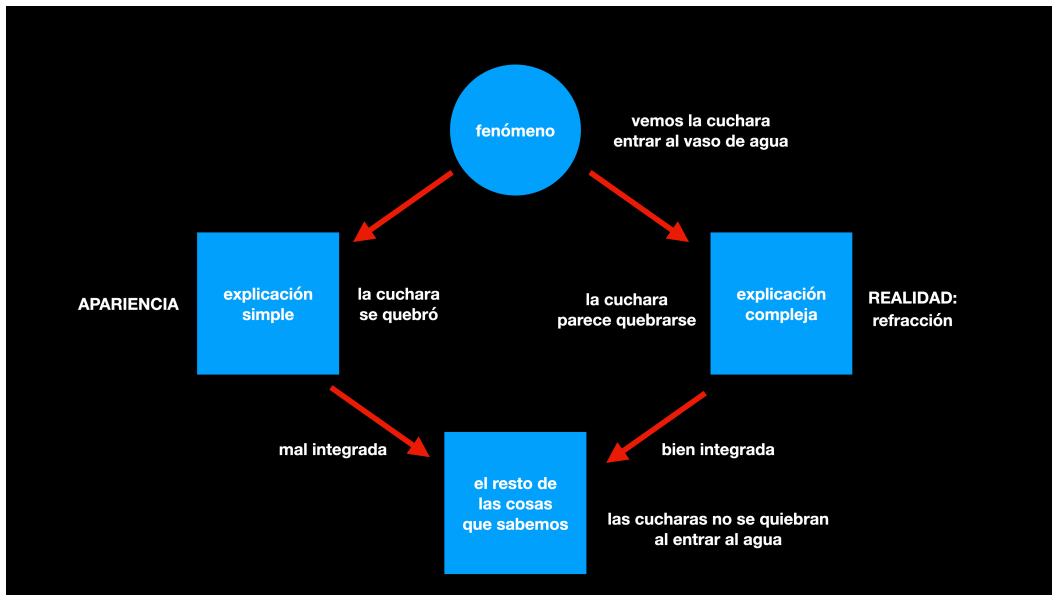 fenómeno
vemos la cuchara
entrar al vaso de agua
APARIENCIA
explicación
simple
la cuchara
se quebró
la cuchara
parece quebrarse
explicación
compleja
REALIDAD:
refracción
mal integrada
bien integrada
el resto de
las cosas
que sabemos
las cucharas no se quiebran
al entrar al agua